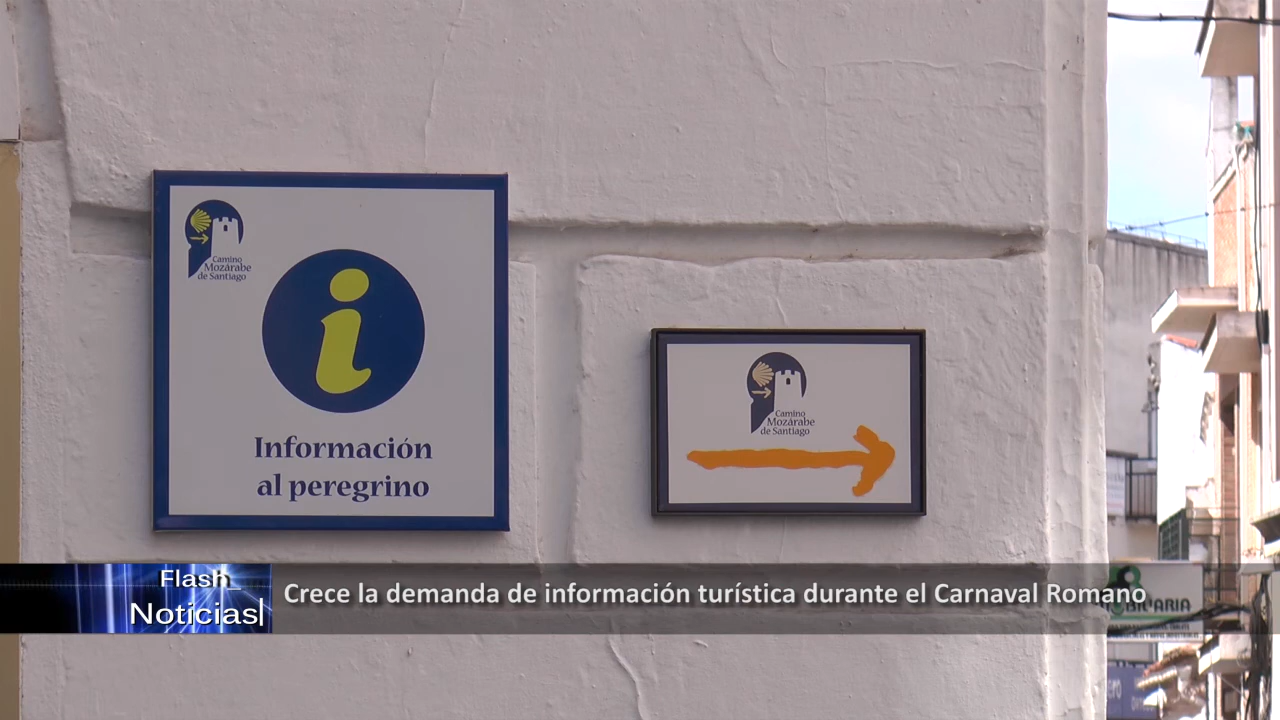 Camino
Mozárabe
de Santiago
i
Información
al peregrino
Camino
Mozárabe
de Santiago
Flash_
Noticias
Crece la demanda de información turística durante el Carnaval Romano